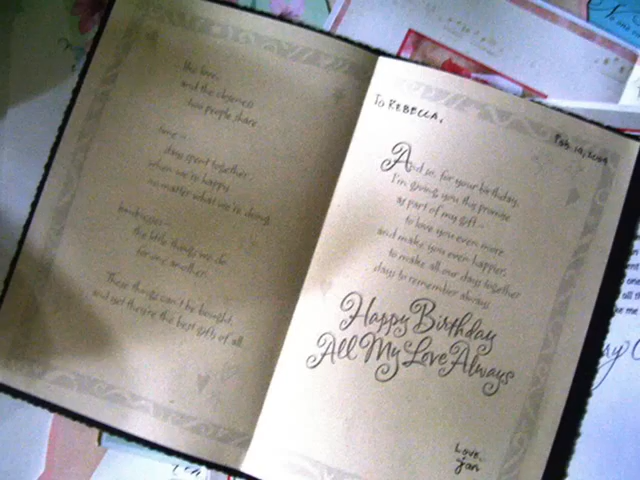 the love,
and the closeness
two people share.
time –
days spent together,
when we're happy
no matter what we're doing.
the little things we do
for one another.
These things can't be bought,
and yet they're the best gifts of all.
To REBECCA,
And so, for your birthday,
I'm giving you this promise
as part of my gift –
to love you even more
and make you even happier,
to make all our days together
days to remember always.
Happy Birthday
All My Love Always
Love,
Jan